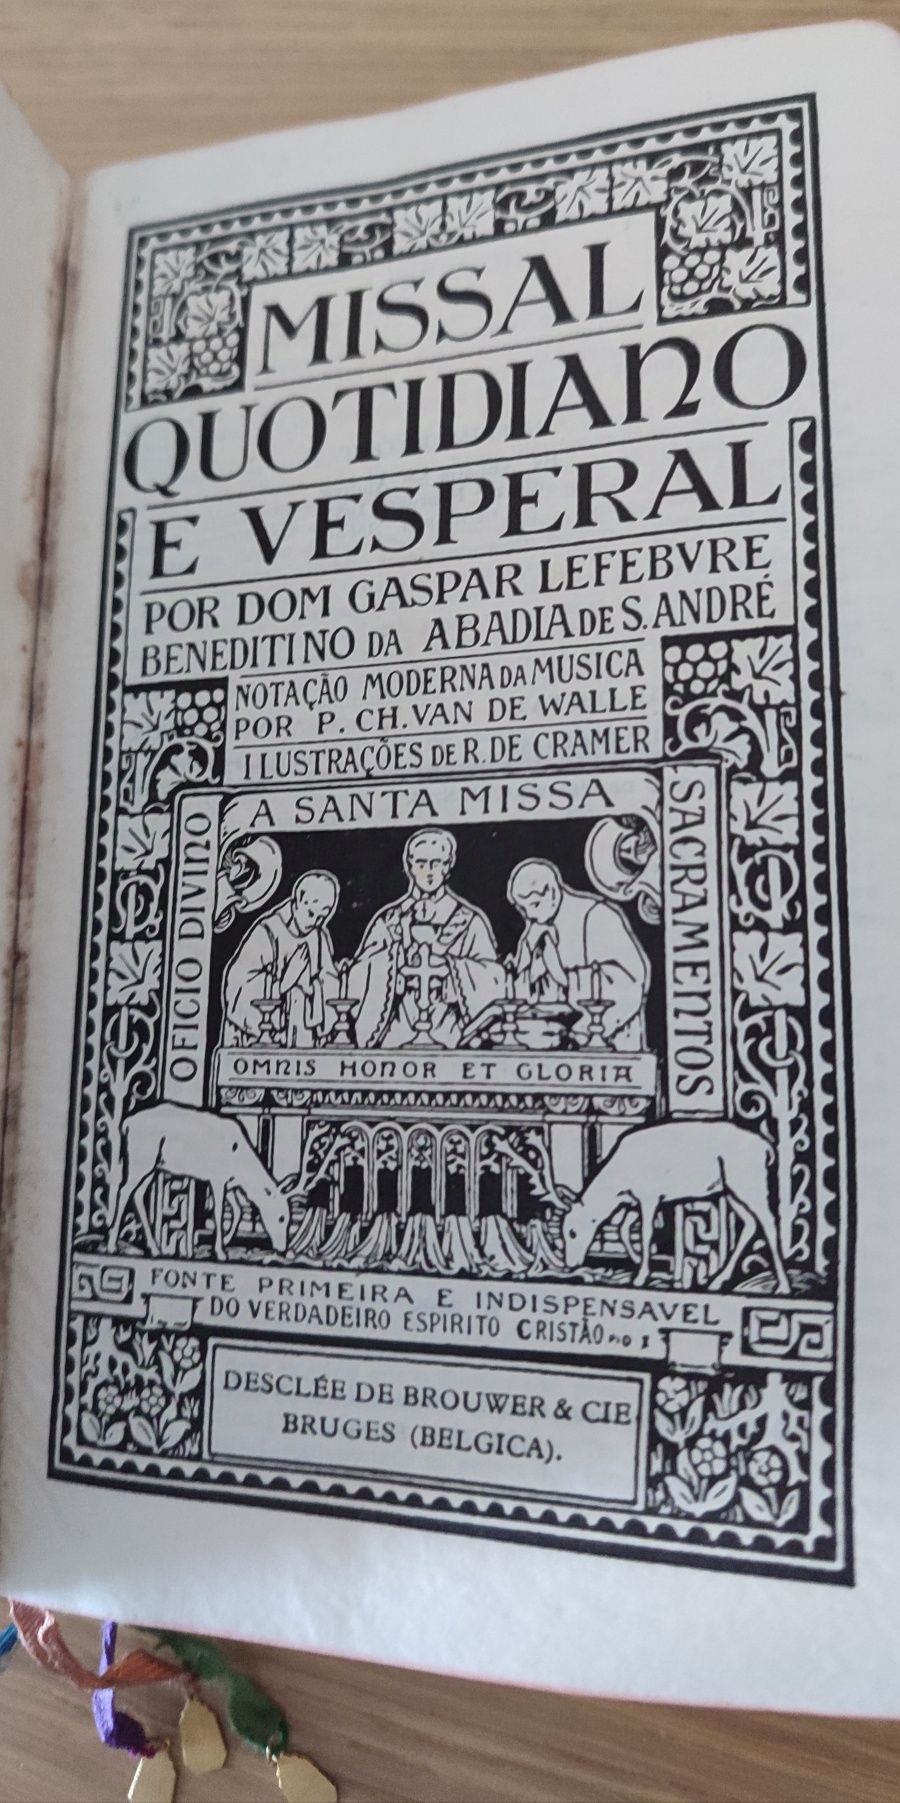 MISSAL
QUOTIDIANO
E VESPERAL
POR DOM GASPAR LEFEBVRE
BENEDITINO DA ABADIA DE S. ANDRÉ
NOTAÇÃO MODERNA DA MUSICA
POR P. CH. VAN DE WALLE
ILUSTRAÇÕES DE R. DE CRAMER
A SANTA MISSA
OFICIO DIVINO
SACRAMENTOS
OMNIS HONOR ET GLORIA
FONTE PRIMEIRA E INDISPENSAVEL
DO VERDADEIRO ESPIRITO CRISTÃO
DESCLÉE DE BROUWER & CIE
BRUGES (BELGICA).